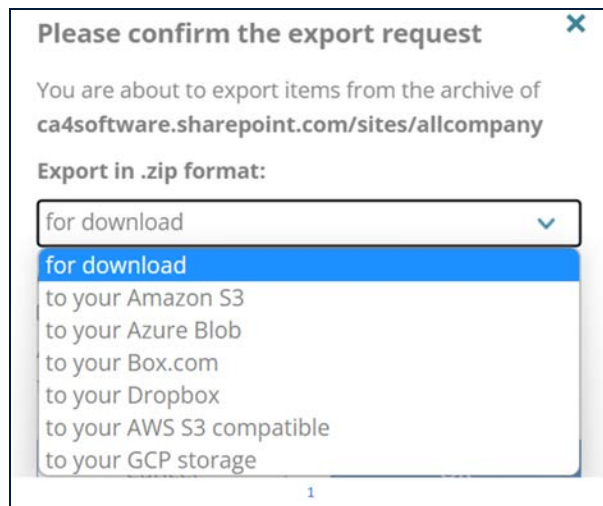 Please confirm the export request
You are about to export items from the archive of
ca4software.sharepoint.com/sites/allcompany
Export in .zip format:
for download
for download
to your Amazon S3
to your Azure Blob
to your Box.com
to your Dropbox
to your AWS S3 compatible
to your GCP storage
1